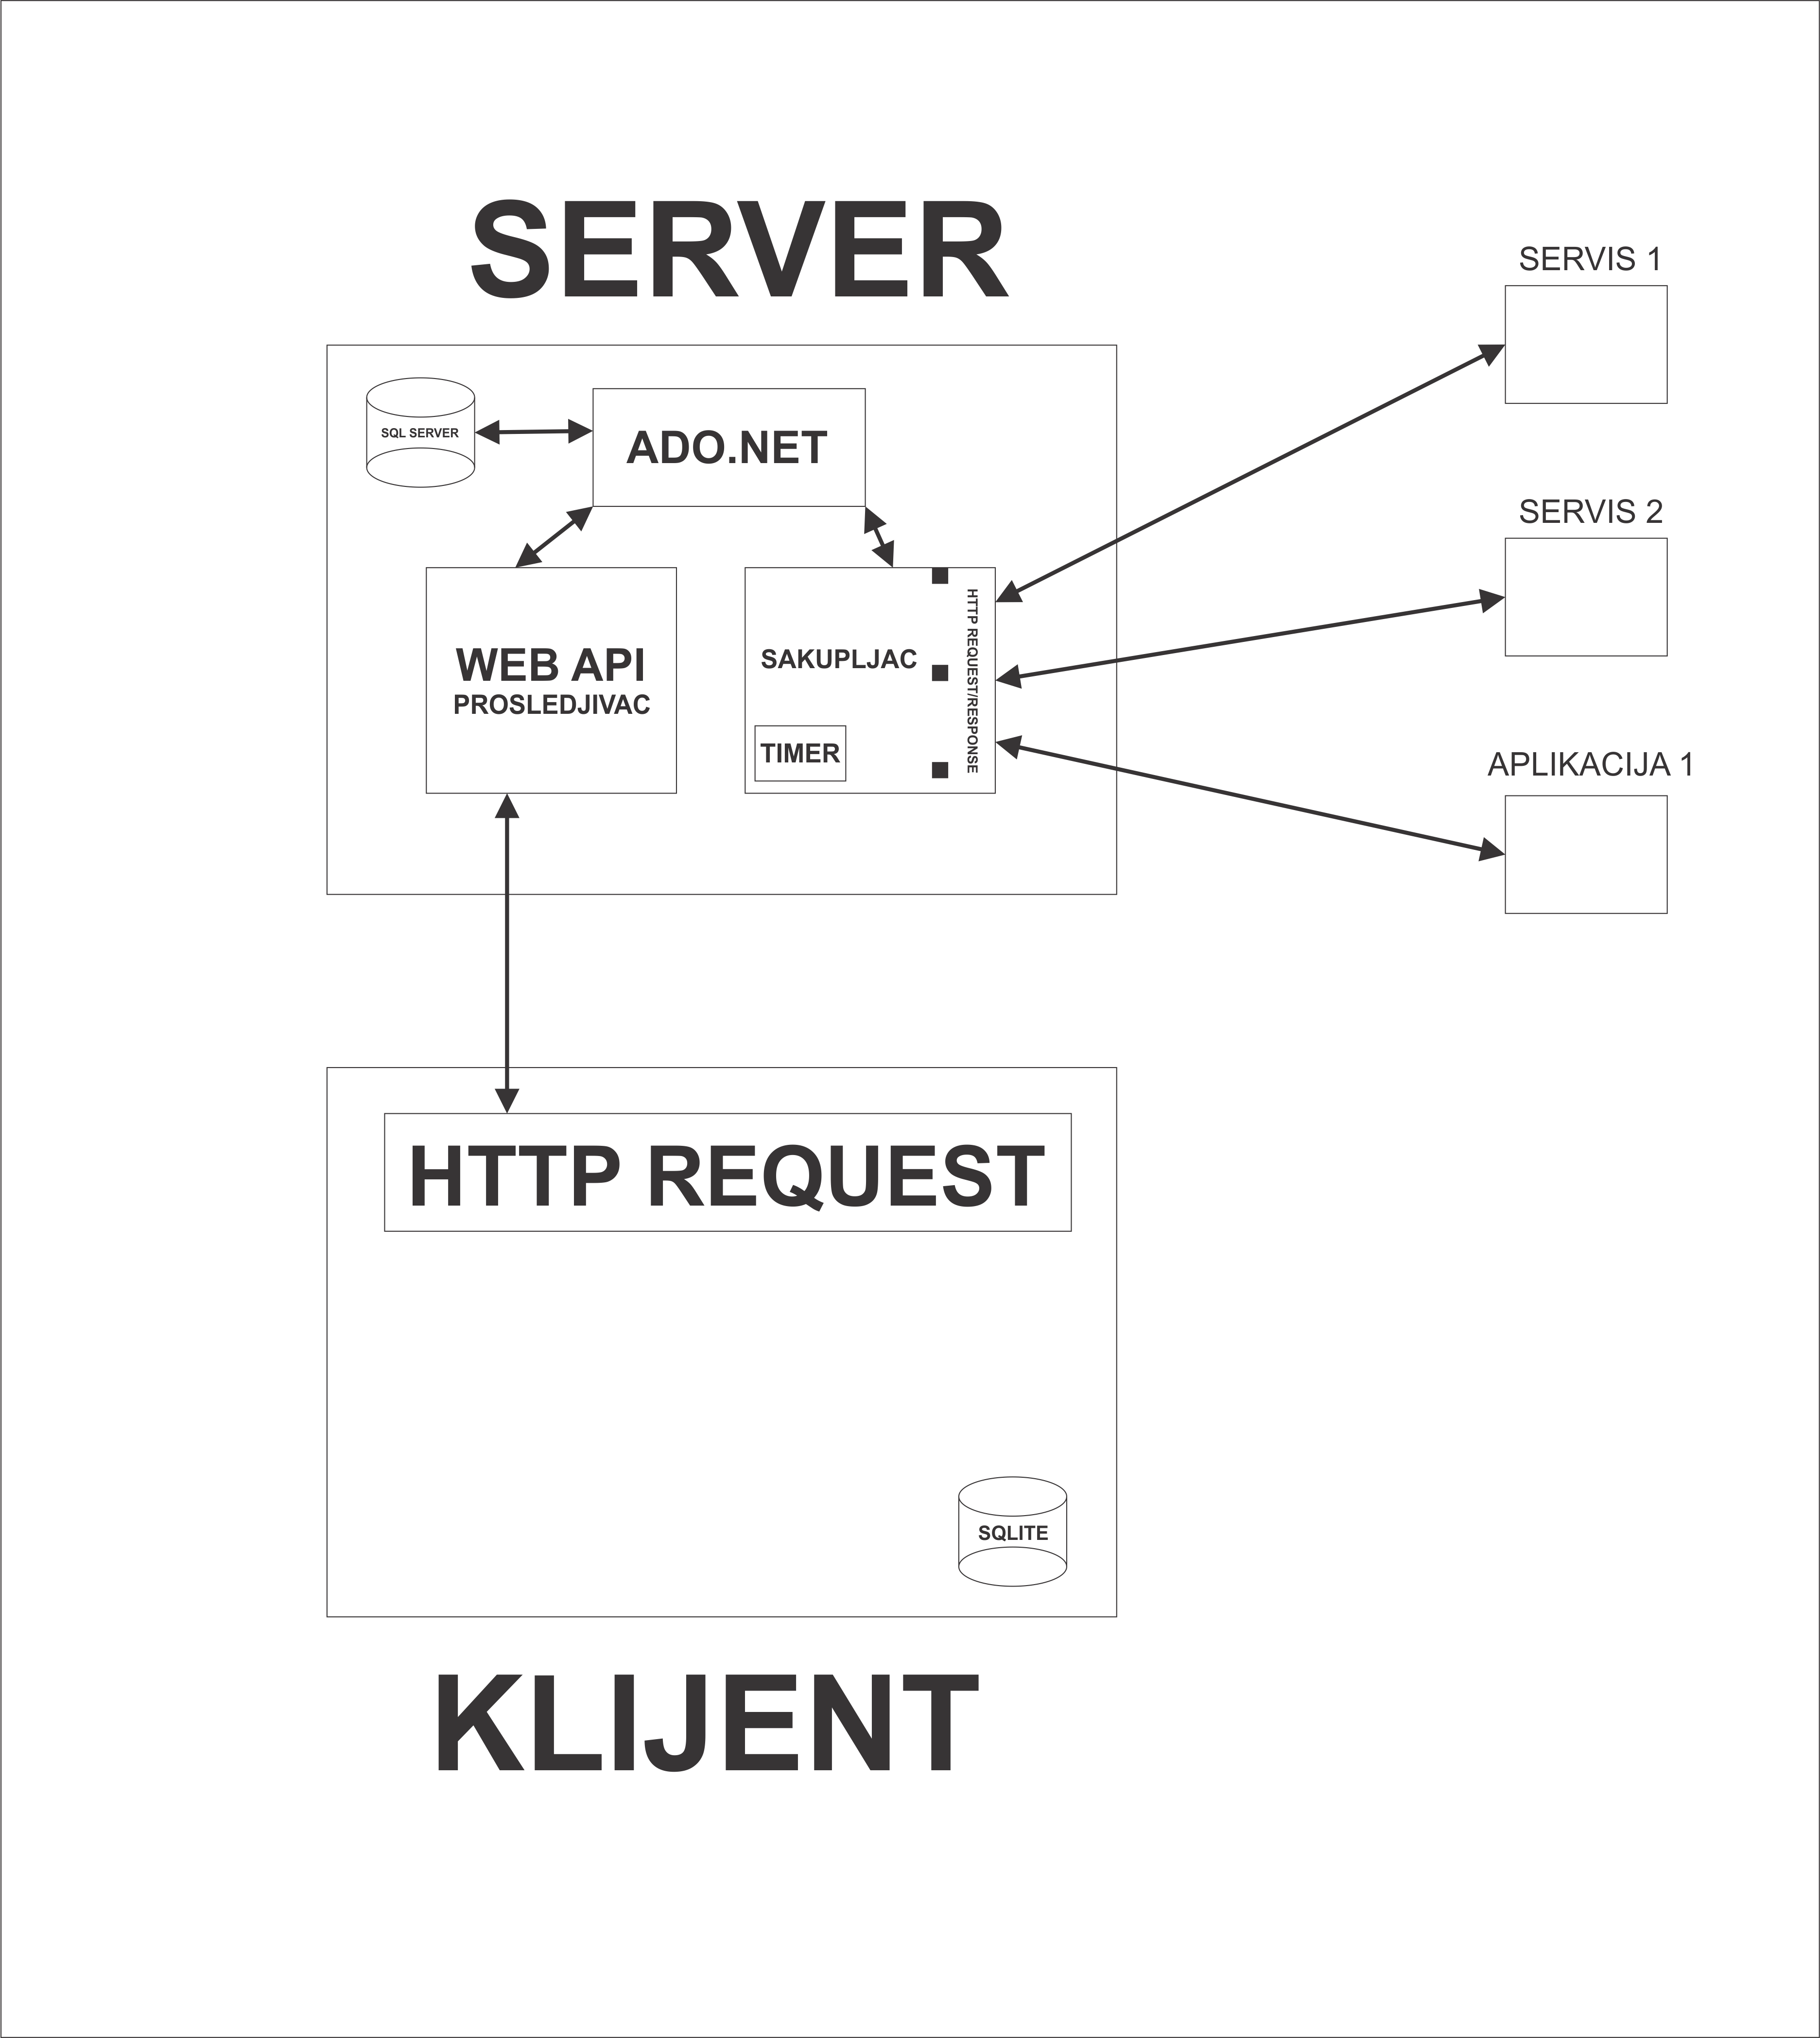 SERVER
SERVIS 1
SQL SERVER
ADO.NET
SERVIS 2
WEB API
PROSLEDJIVAC
SAKUPLJAC
HTTP REQUEST/RESPONSE
TIMER
APLIKACIJA 1
HTTP REQUEST
SQLITE
KLIJENT